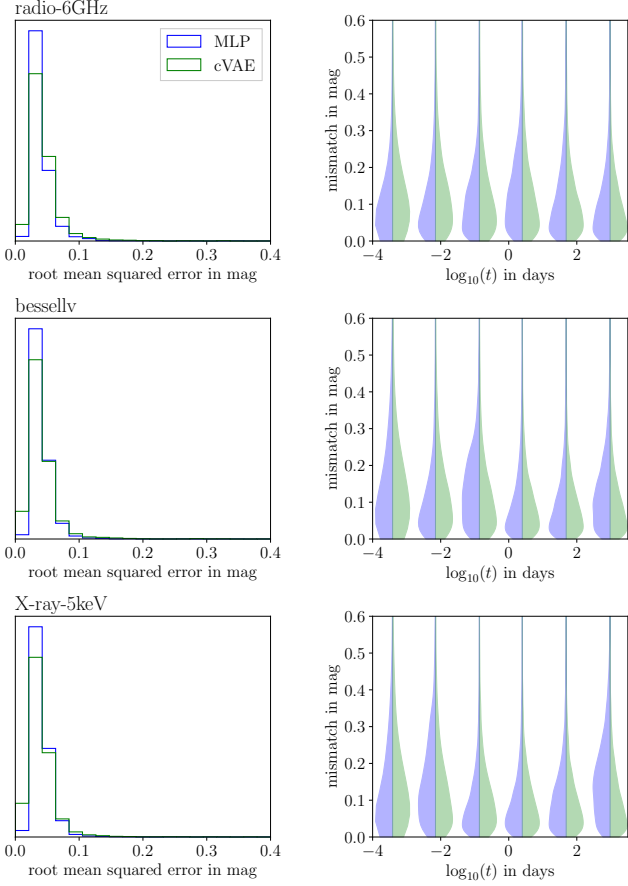 radio-6GHz
MLP
cVAE
0.0 0.1 0.2 0.3 0.4
root mean squared error in mag
0.6
0.5
0.4
0.3
0.2
0.1
0.0
mismatch in mag
−4 −2 0 2
log10(t) in days
bessellv
0.0 0.1 0.2 0.3 0.4
root mean squared error in mag
0.6
0.5
0.4
0.3
0.2
0.1
0.0
mismatch in mag
−4 −2 0 2
log10(t) in days
X-ray-5keV
0.0 0.1 0.2 0.3 0.4
root mean squared error in mag
0.6
0.5
0.4
0.3
0.2
0.1
0.0
mismatch in mag
−4 −2 0 2
log10(t) in days